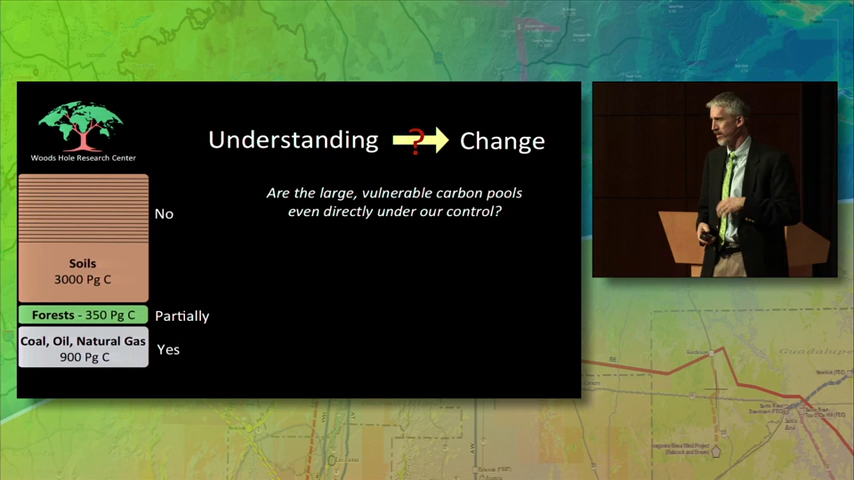 Understanding ? Change
Woods Hole Research Center
Are the large, vulnerable carbon pools
even directly under our control?
No
Soils
3000 Pg C
Forests - 350 Pg C
Partially
Coal, Oil, Natural Gas
900 Pg C
Yes
Guadalupe